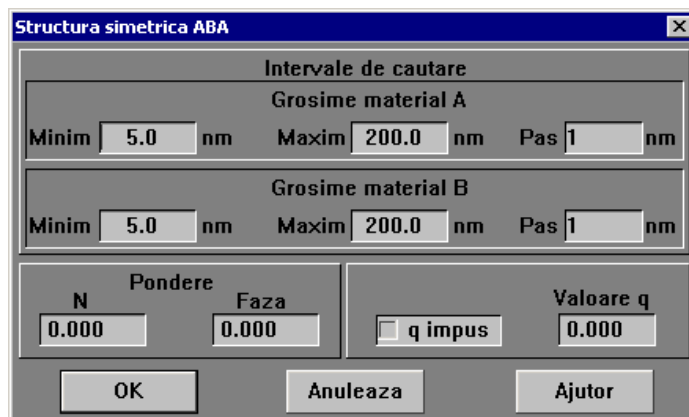 Structura simetrica ABA
Intervale de cautare
Grosime material A
Minim 5.0 nm Maxim 200.0 nm Pas 1 nm
Grosime material B
Minim 5.0 nm Maxim 200.0 nm Pas 1 nm
Pondere
N Faza
0.000 0.000
Valoare q
q impus 0.000
OK Anuleaza Ajutor